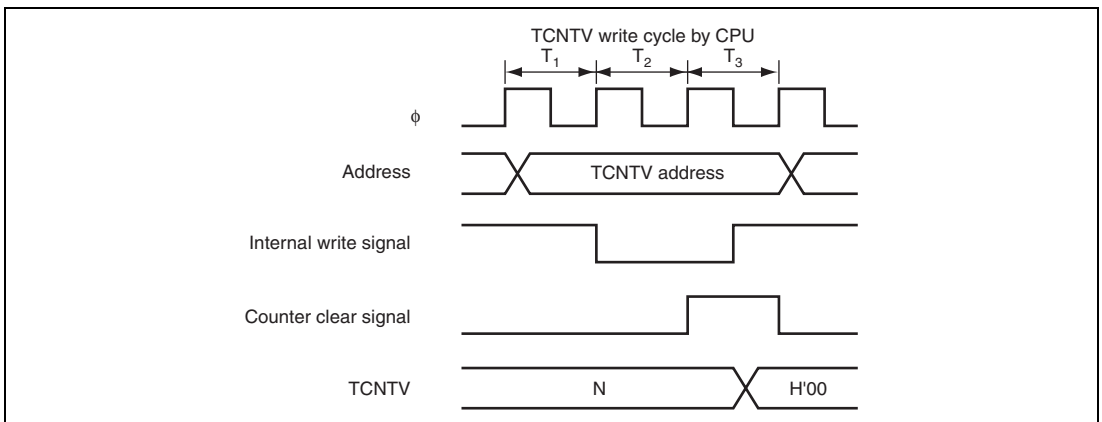 TCNTV write cycle by CPU
T1 T2 T3
ϕ
Address
TCNTV address
Internal write signal
Counter clear signal
TCNTV
N
H'00